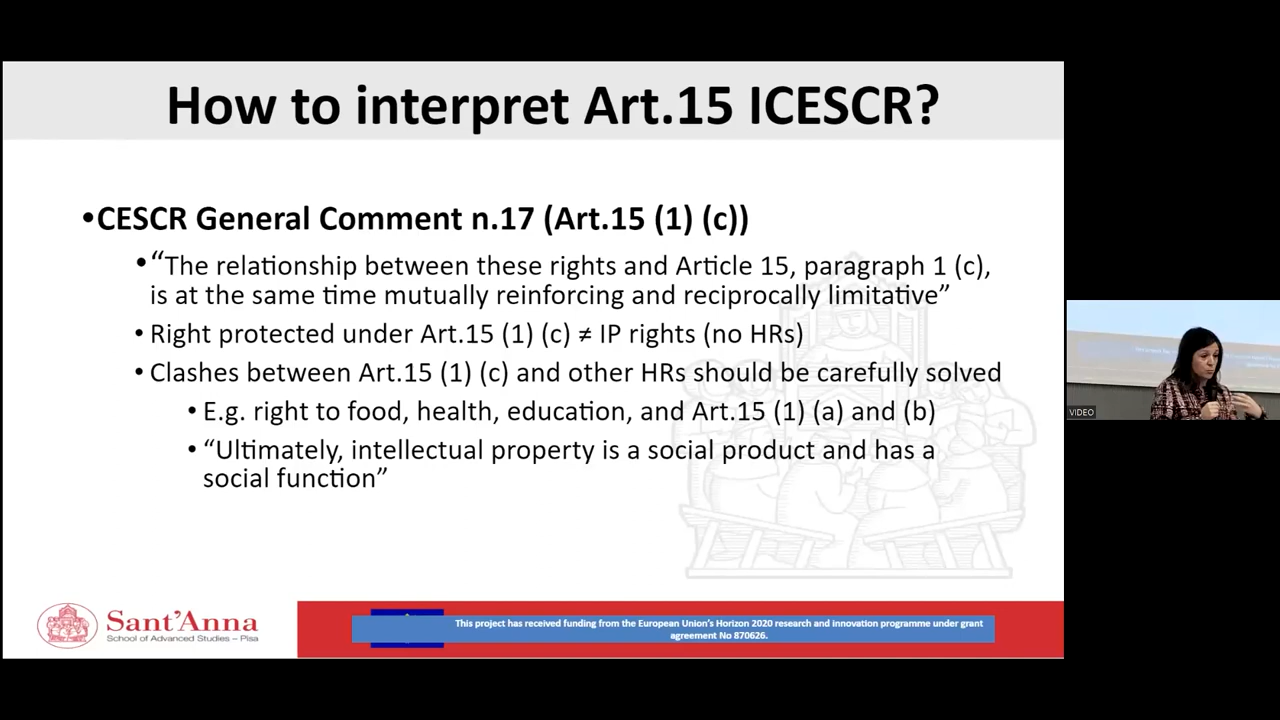 How to interpret Art.15 ICESCR?
•CESCR General Comment n.17 (Art.15 (1) (c))
•“The relationship between these rights and Article 15, paragraph 1 (c),
is at the same time mutually reinforcing and reciprocally limitative”
• Right protected under Art.15 (1) (c) ≠ IP rights (no HRs)
• Clashes between Art.15 (1) (c) and other HRs should be carefully solved
• E.g. right to food, health, education, and Art.15 (1) (a) and (b)
• “Ultimately, intellectual property is a social product and has a
social function”
VIDEO
Sant'Anna
School of Advanced Studies – Pisa
This project has received funding from the European Union's Horizon 2020 research and innovation programme under grant
agreement No 870626.